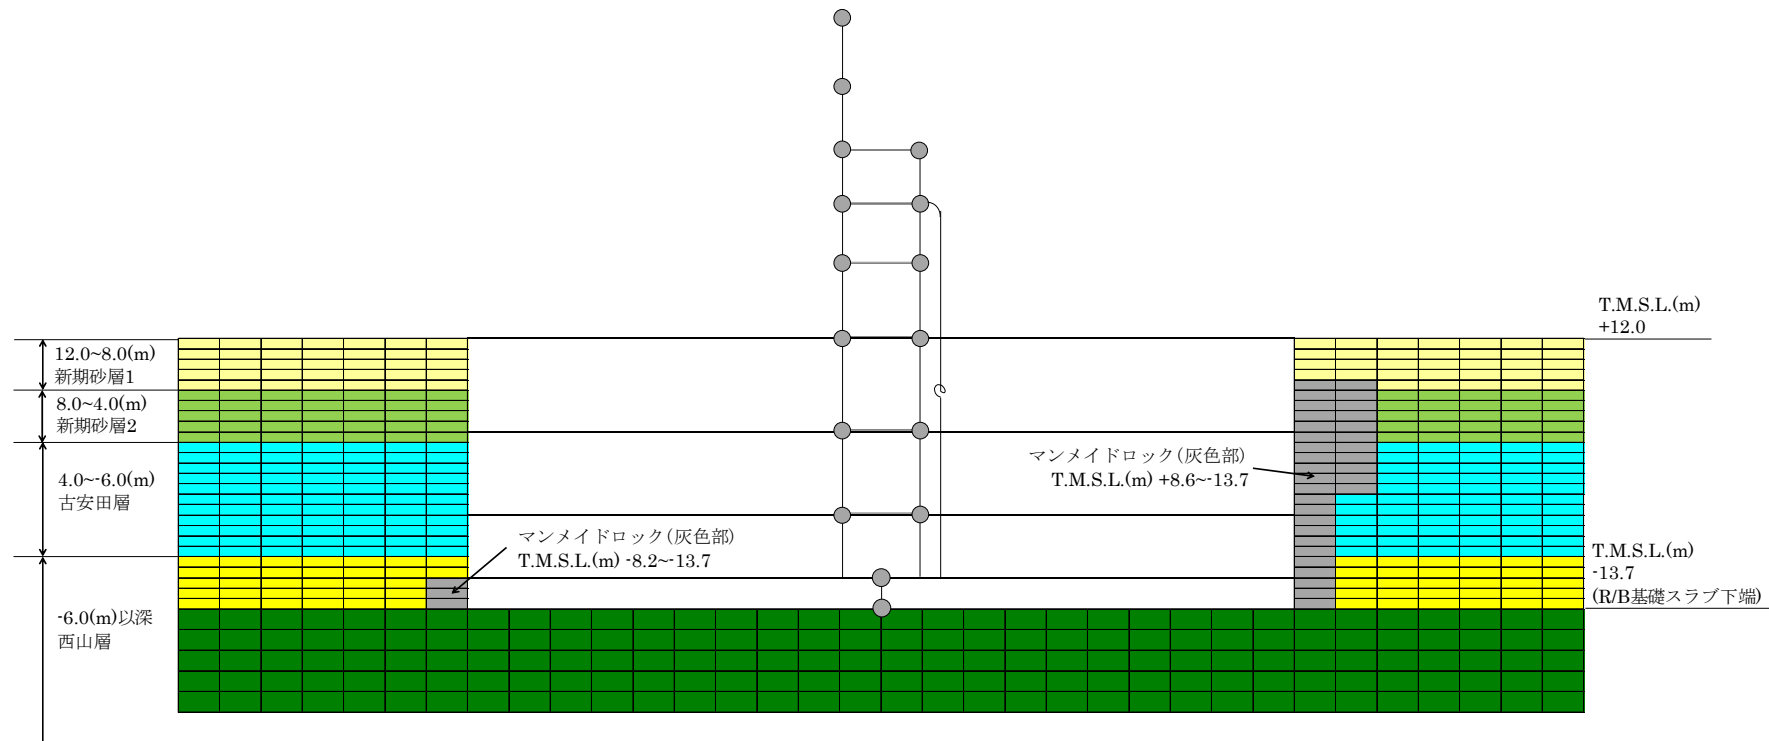 T.M.S.L.(m)
+12.0
12.0~8.0(m)
新期砂層1
8.0~4.0(m)
新期砂層2
4.0~-6.0(m)
古安田層
マンメイドロック(灰色部)
T.M.S.L.(m) +8.6~-13.7
マンメイドロック(灰色部)
T.M.S.L.(m) -8.2~-13.7
T.M.S.L.(m)
-13.7
(R/B基礎スラブ下端)
-6.0(m)以深
西山層